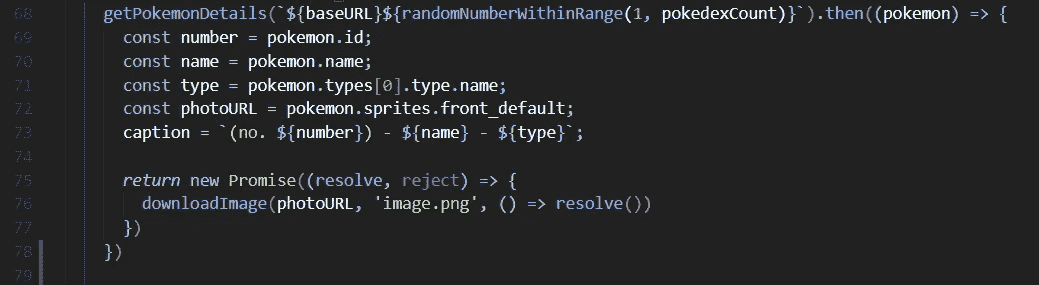 68 getPokemonDetails(`${baseURL}${randomNumberWithinRange(1, pokedexCount)}`).then((pokemon) => {
69 const number = pokemon.id;
70 const name = pokemon.name;
71 const type = pokemon.types[0].type.name;
72 const photoURL = pokemon.sprites.front_default;
73 caption = `(no. ${number}) - ${name} - ${type}`;
74
75 return new Promise((resolve, reject) => {
76 downloadImage(photoURL, 'image.png', () => resolve())
77 })
78 })
79